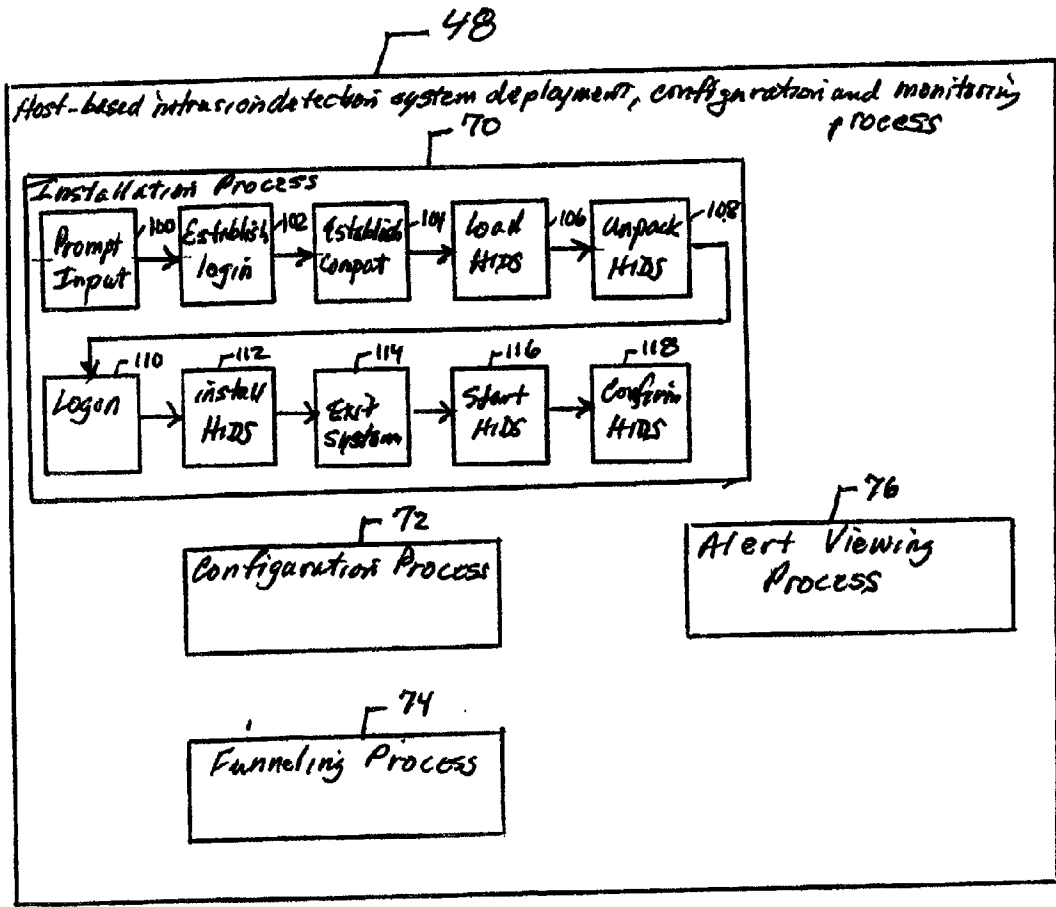 48
Host-based intrusion detection system deployment, configuration and monitoring
process
70
Installation Process
Prompt
Input
100
Establish
login
102
Establish
Compat
104
Load
HIDS
106
Unpack
HIDS
108
Logon
110
install
HIDS
112
Exit
system
114
Start
HIDS
116
Confirm
HIDS
118
72
Configuration Process
76
Alert Viewing
Process
74
Funneling Process